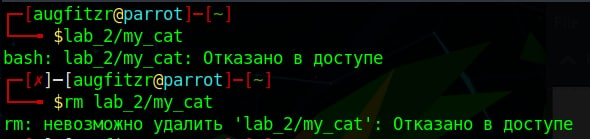 ┌─[augfitzr@parrot]─[~]
└──╼ $lab_2/my_cat
bash: lab_2/my_cat: Отказано в доступе
┌─[✗]─[augfitzr@parrot]─[~]
└──╼ $rm lab_2/my_cat
rm: невозможно удалить 'lab_2/my_cat': Отказано в доступе